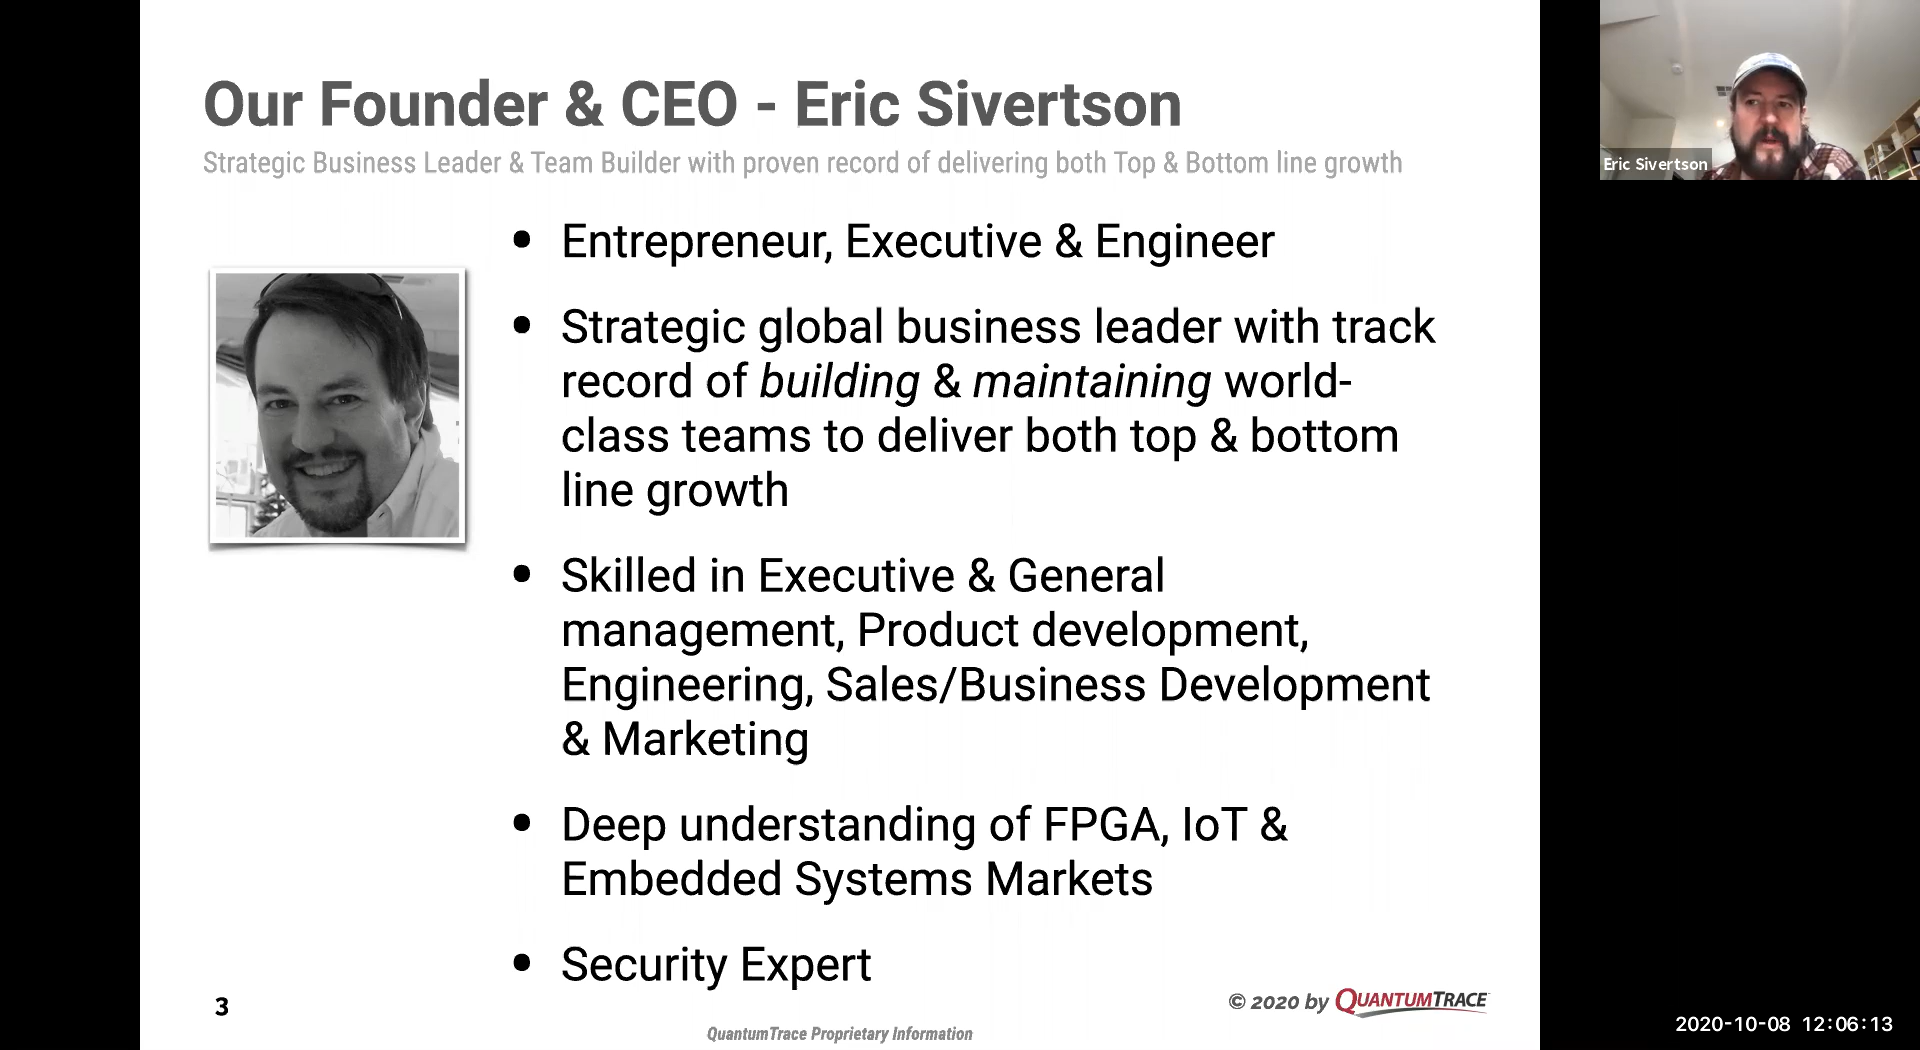 Our Founder & CEO - Eric Sivertson
Strategic Business Leader & Team Builder with proven record of delivering both Top & Bottom line growth
• Entrepreneur, Executive & Engineer
• Strategic global business leader with track
record of building & maintaining world-
class teams to deliver both top & bottom
line growth
• Skilled in Executive & General
management, Product development,
Engineering, Sales/Business Development
& Marketing
• Deep understanding of FPGA, IoT &
Embedded Systems Markets
• Security Expert
3
© 2020 by QUANTUMTRACE
QuantumTrace Proprietary Information
Eric Sivertson
2020-10-08 12:06:13